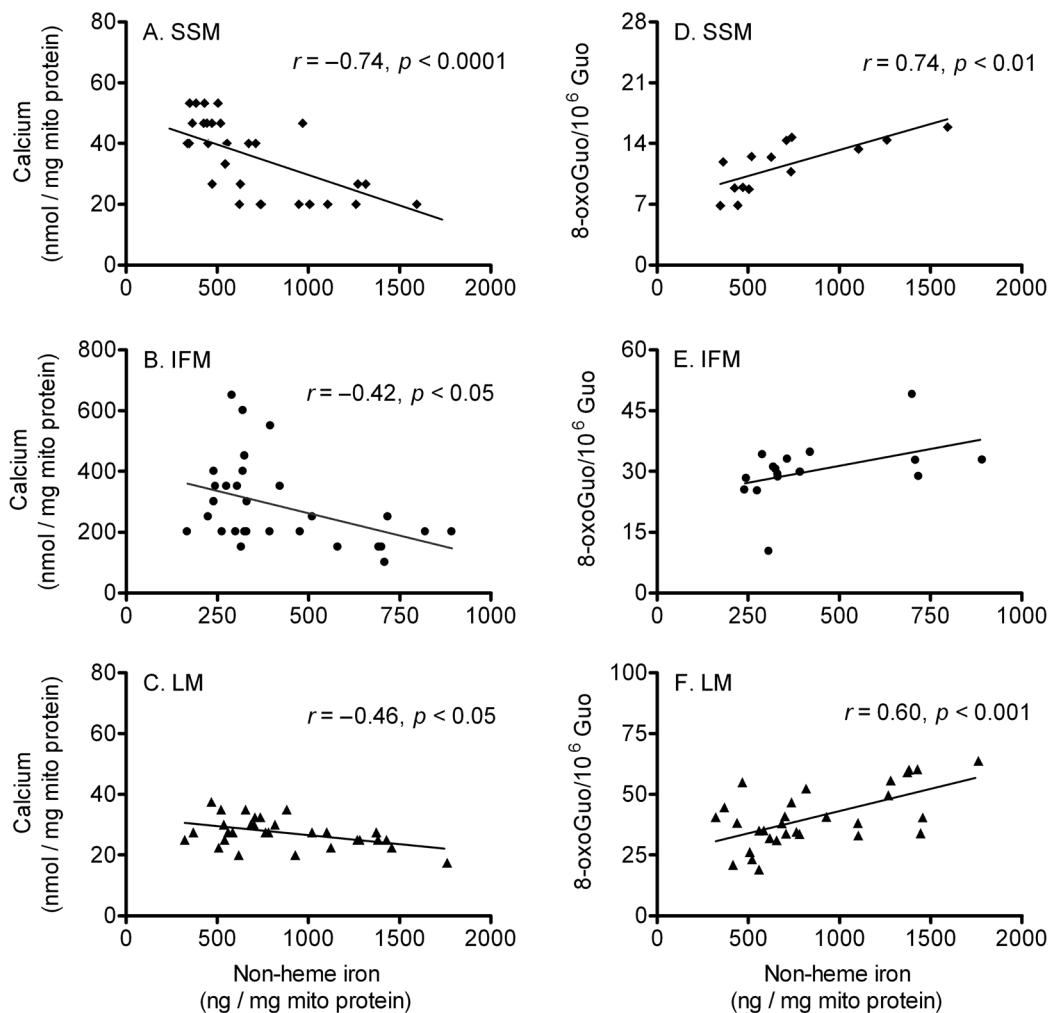 A. SSM
r = –0.74, p < 0.0001
Calcium
(nmol / mg mito protein)
80
60
40
20
0
0 500 1000 1500 2000
D. SSM
r = 0.74, p < 0.01
8-oxoGuo/10⁶ Guo
28
21
14
7
0
0 500 1000 1500 2000
B. IFM
r = –0.42, p < 0.05
Calcium
(nmol / mg mito protein)
800
600
400
200
0
0 250 500 750 1000
E. IFM
8-oxoGuo/10⁶ Guo
60
45
30
15
0
0 250 500 750 1000
C. LM
r = –0.46, p < 0.05
Calcium
(nmol / mg mito protein)
80
60
40
20
0
0 500 1000 1500 2000
Non-heme iron
(ng / mg mito protein)
F. LM
r = 0.60, p < 0.001
8-oxoGuo/10⁶ Guo
100
75
50
25
0
0 500 1000 1500 2000
Non-heme iron
(ng / mg mito protein)